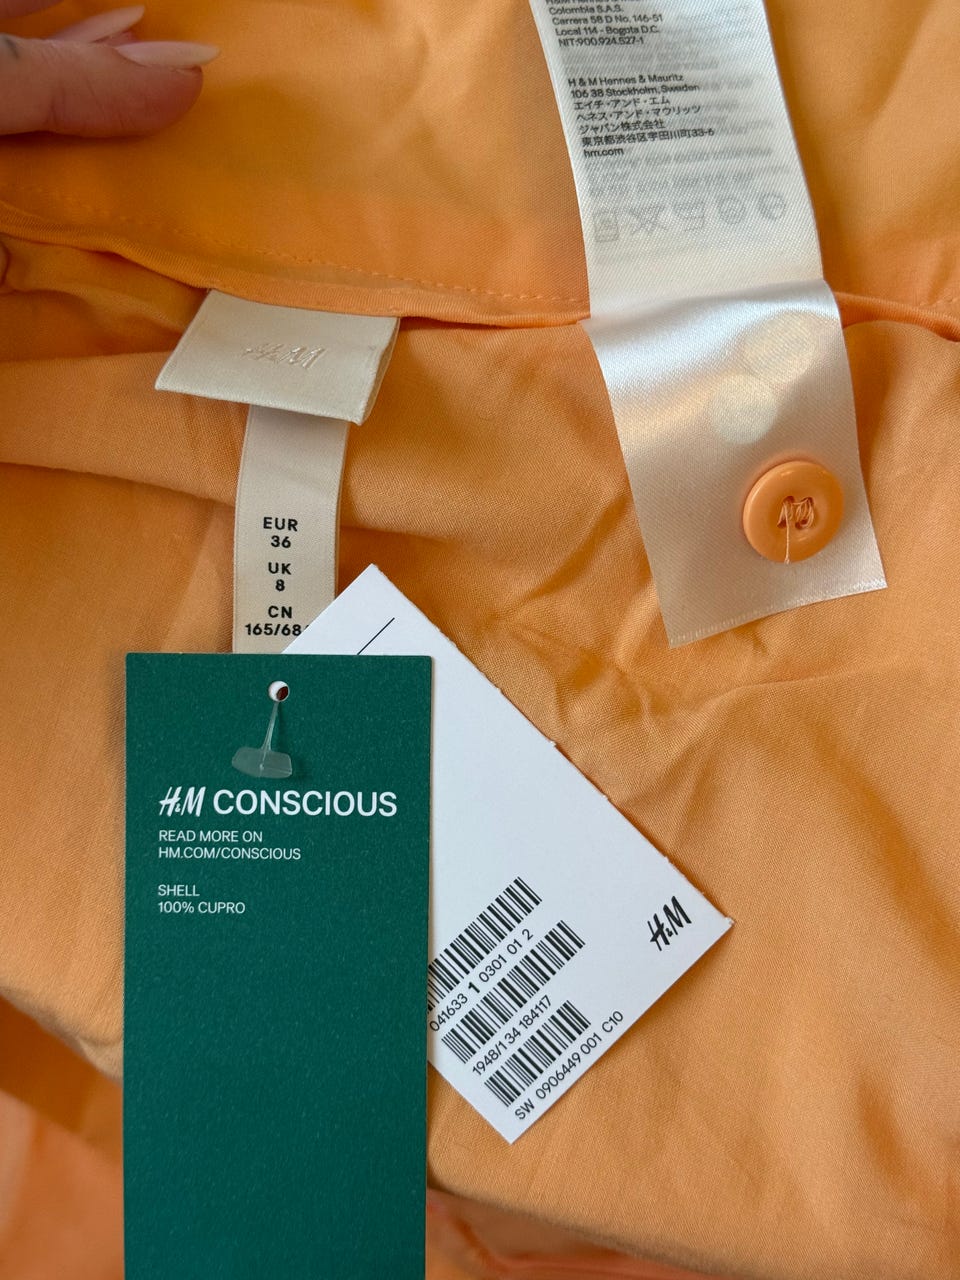 Colombia S.A.S.
Carrera 58 D No. 146-51
Local 114 - Bogota D.C.
NIT:900.924.527-1
H & M Hennes & Mauritz
106 38 Stockholm, Sweden
エイチ・アンド・エム
ヘネス・アンド・マウリッツ
ジャパン株式会社
東京都渋谷区宇田川町33-6
hm.com
H&M
EUR
36
UK
8
CN
165/68
H&M CONSCIOUS
READ MORE ON
HM.COM/CONSCIOUS
SHELL
100% CUPRO
H&M
041633 1 0301 01 2
1948/1 34 184117
SW 0906449 001 C10